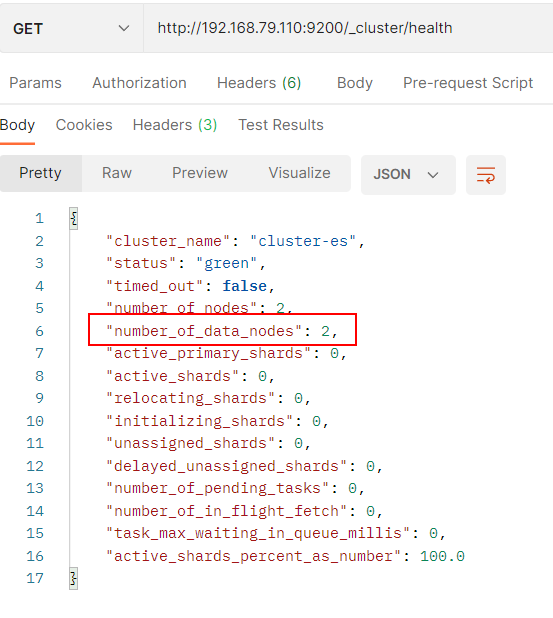 GET http://192.168.79.110:9200/_cluster/health
Params Authorization Headers (6) Body Pre-request Script
Body Cookies Headers (3) Test Results
Pretty Raw Preview Visualize JSON
1 {
2 "cluster_name": "cluster-es",
3 "status": "green",
4 "timed_out": false,
5 "number_of_nodes": 2,
6 "number_of_data_nodes": 2,
7 "active_primary_shards": 0,
8 "active_shards": 0,
9 "relocating_shards": 0,
10 "initializing_shards": 0,
11 "unassigned_shards": 0,
12 "delayed_unassigned_shards": 0,
13 "number_of_pending_tasks": 0,
14 "number_of_in_flight_fetch": 0,
15 "task_max_waiting_in_queue_millis": 0,
16 "active_shards_percent_as_number": 100.0
17 }